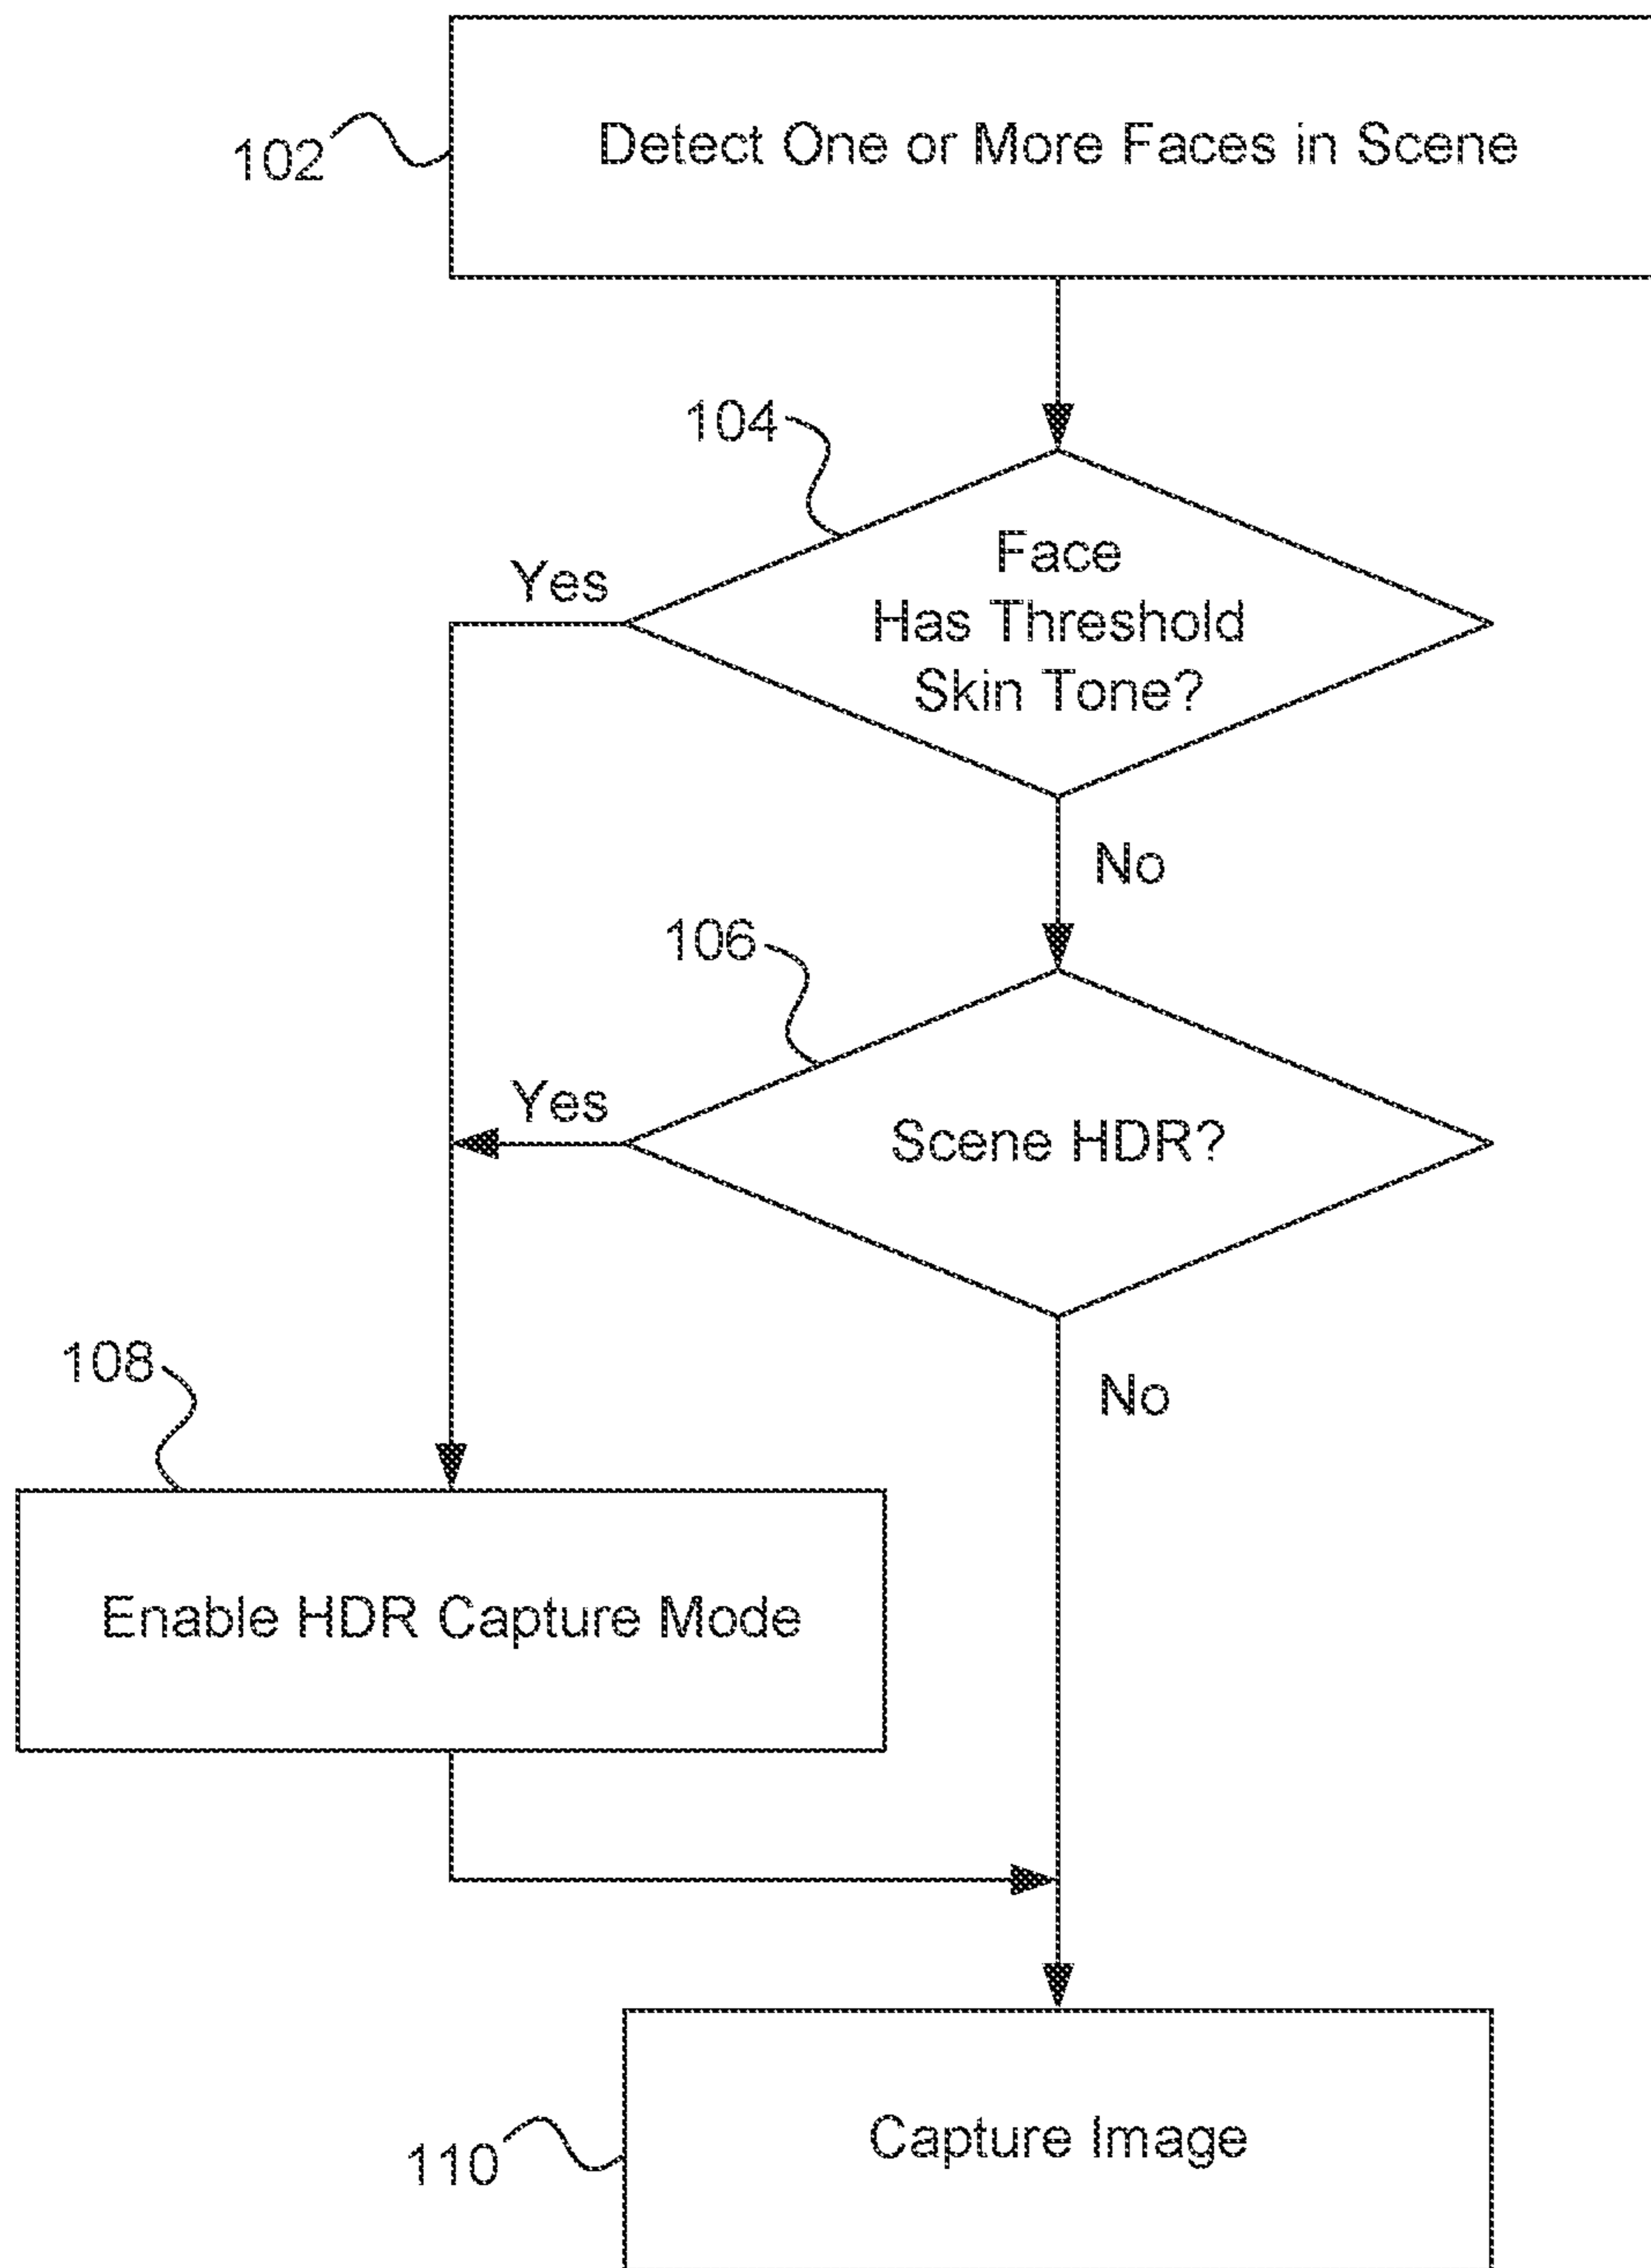 102
Detect One or More Faces in Scene
104
Yes
Face
Has Threshold
Skin Tone?
No
106
Yes
Scene HDR?
108
No
Enable HDR Capture Mode
110
Capture Image